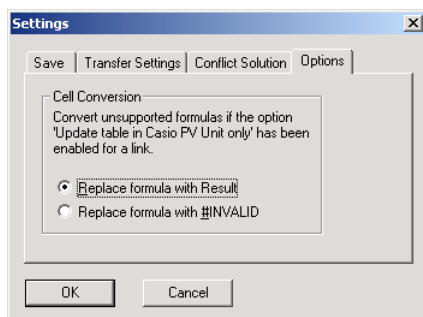 Settings
Save
Transfer Settings
Conflict Solution
Options
Cell Conversion
Convert unsupported formulas if the option
'Update table in Casio PV Unit only' has been
enabled for a link.
Replace formula with Result
Replace formula with #INVALID
OK
Cancel